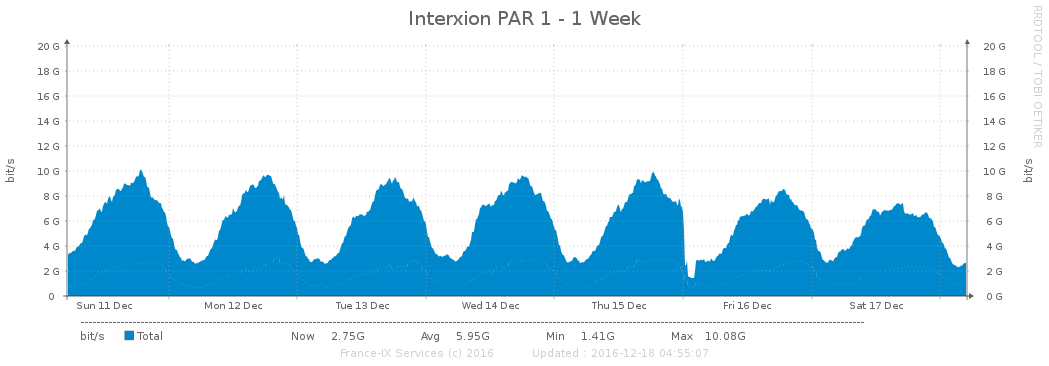 Interxion PAR 1 - 1 Week
RRDTOOL / TOBI OETIKER
bit/s
20 G 20 G
18 G 18 G
16 G 16 G
14 G 14 G
12 G 12 G
10 G 10 G
8 G 8 G
6 G 6 G
4 G 4 G
2 G 2 G
0 0 G
bit/s
Sun 11 Dec Mon 12 Dec Tue 13 Dec Wed 14 Dec Thu 15 Dec Fri 16 Dec Sat 17 Dec
bit/s Total Now 2.75G Avg 5.95G Min 1.41G Max 10.08G
France-IX Services (c) 2016 Updated : 2016-12-18 04:55:07